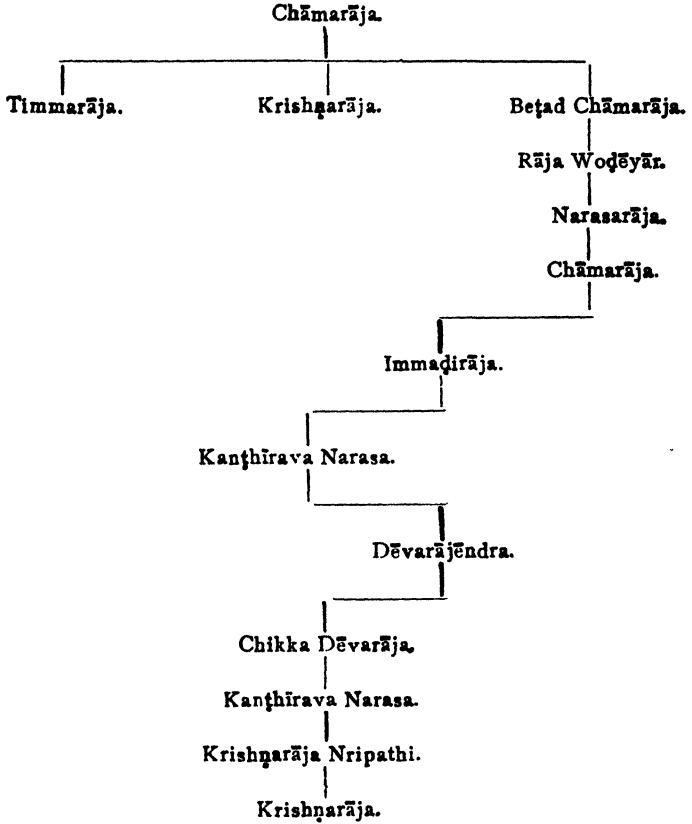 Chāmarāja.
Timmarāja. Krishṇarāja. Beṭad Chāmarāja.
Rāja Woḍēyār.
Narasarāja.
Chāmarāja.
Immaḍirāja.
Kanṭhīrava Narasa.
Dēvarājēndra.
Chikka Dēvarāja.
Kanṭhīrava Narasa.
Krishṇarāja Nripathi.
Krishṇarāja.